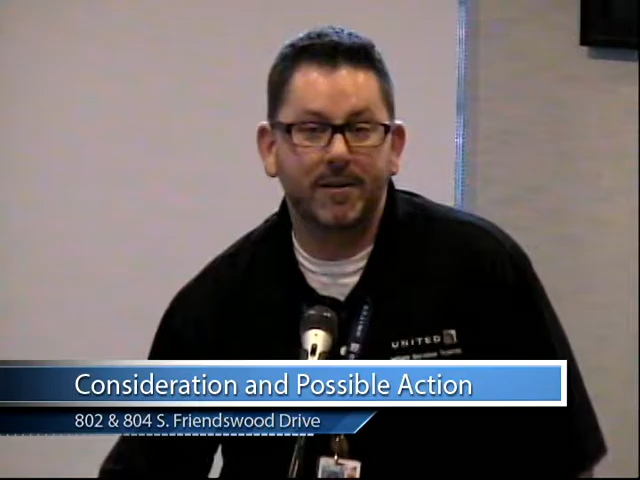 UNITED
Consideration and Possible Action
802 & 804 S. Friendswood Drive